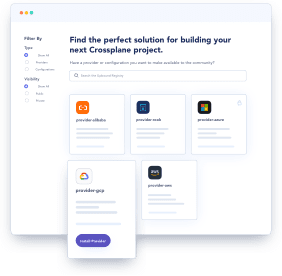 Filter By
Type
Show All
Provider
Configuration
Visibility
Show All
Public
Private
Find the perfect solution for building your
next Crossplane project.
Have a provider or configuration you want to make available to the community?
Search the Upbound Registry
provider-alibaba
provider-rook
provider-azure
provider-gcp
Install Provider
aws
provider-aws